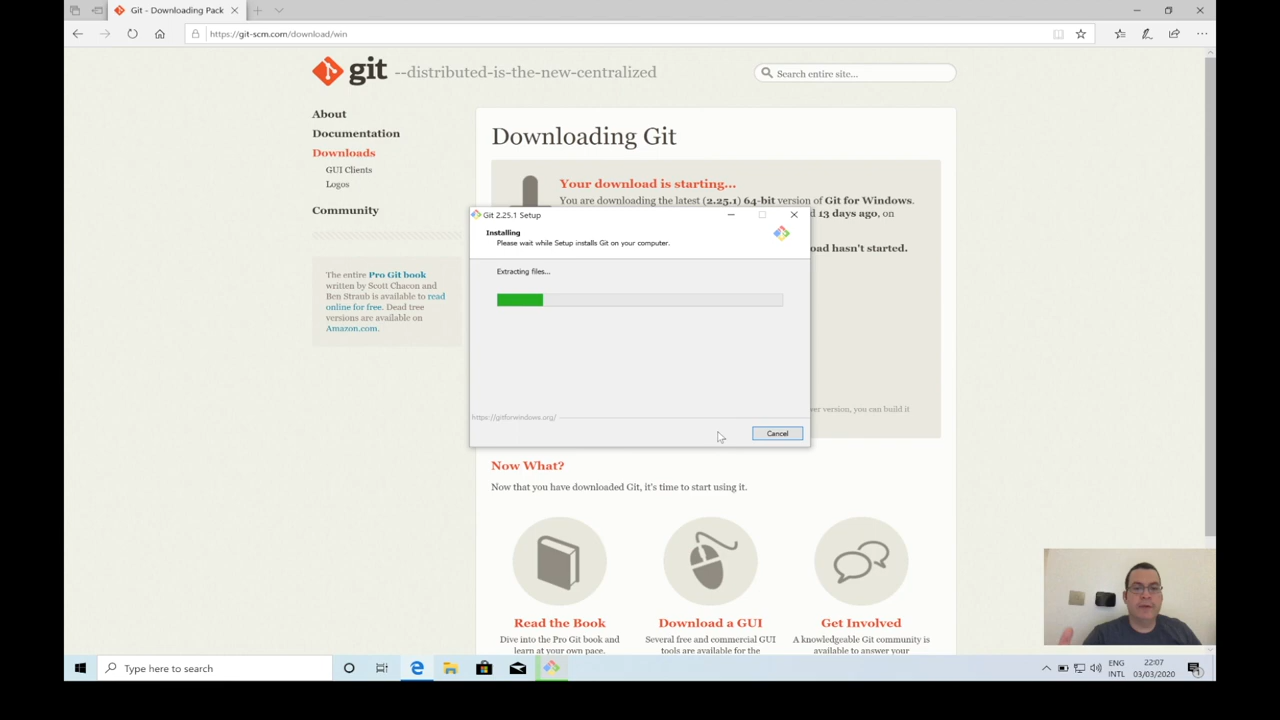 Git - Downloading Pack
https://git-scm.com/download/win
git --distributed-is-the-new-centralized
Search entire site...
About
Documentation
Downloads
GUI Clients
Logos
Community
The entire Pro Git book
written by Scott Chacon and
Ben Straub is available to read
online for free. Dead tree
versions are available on
Amazon.com.
Downloading Git
Your download is starting...
You are downloading the latest (2.25.1) 64-bit version of Git for Windows.
13 days ago, on
oad hasn't started.
er version, you can build it
Git 2.25.1 Setup
Installing
Please wait while Setup installs Git on your computer.
Extracting files...
https://gitforwindows.org/
Cancel
Now What?
Now that you have downloaded Git, it's time to start using it.
Read the Book
Dive into the Pro Git book and
learn at your own pace.
Download a GUI
Several free and commercial GUI
tools are available for the
Get Involved
A knowledgeable Git community is
available to answer your
Type here to search
ENG
INTL
22:07
03/03/2020
1